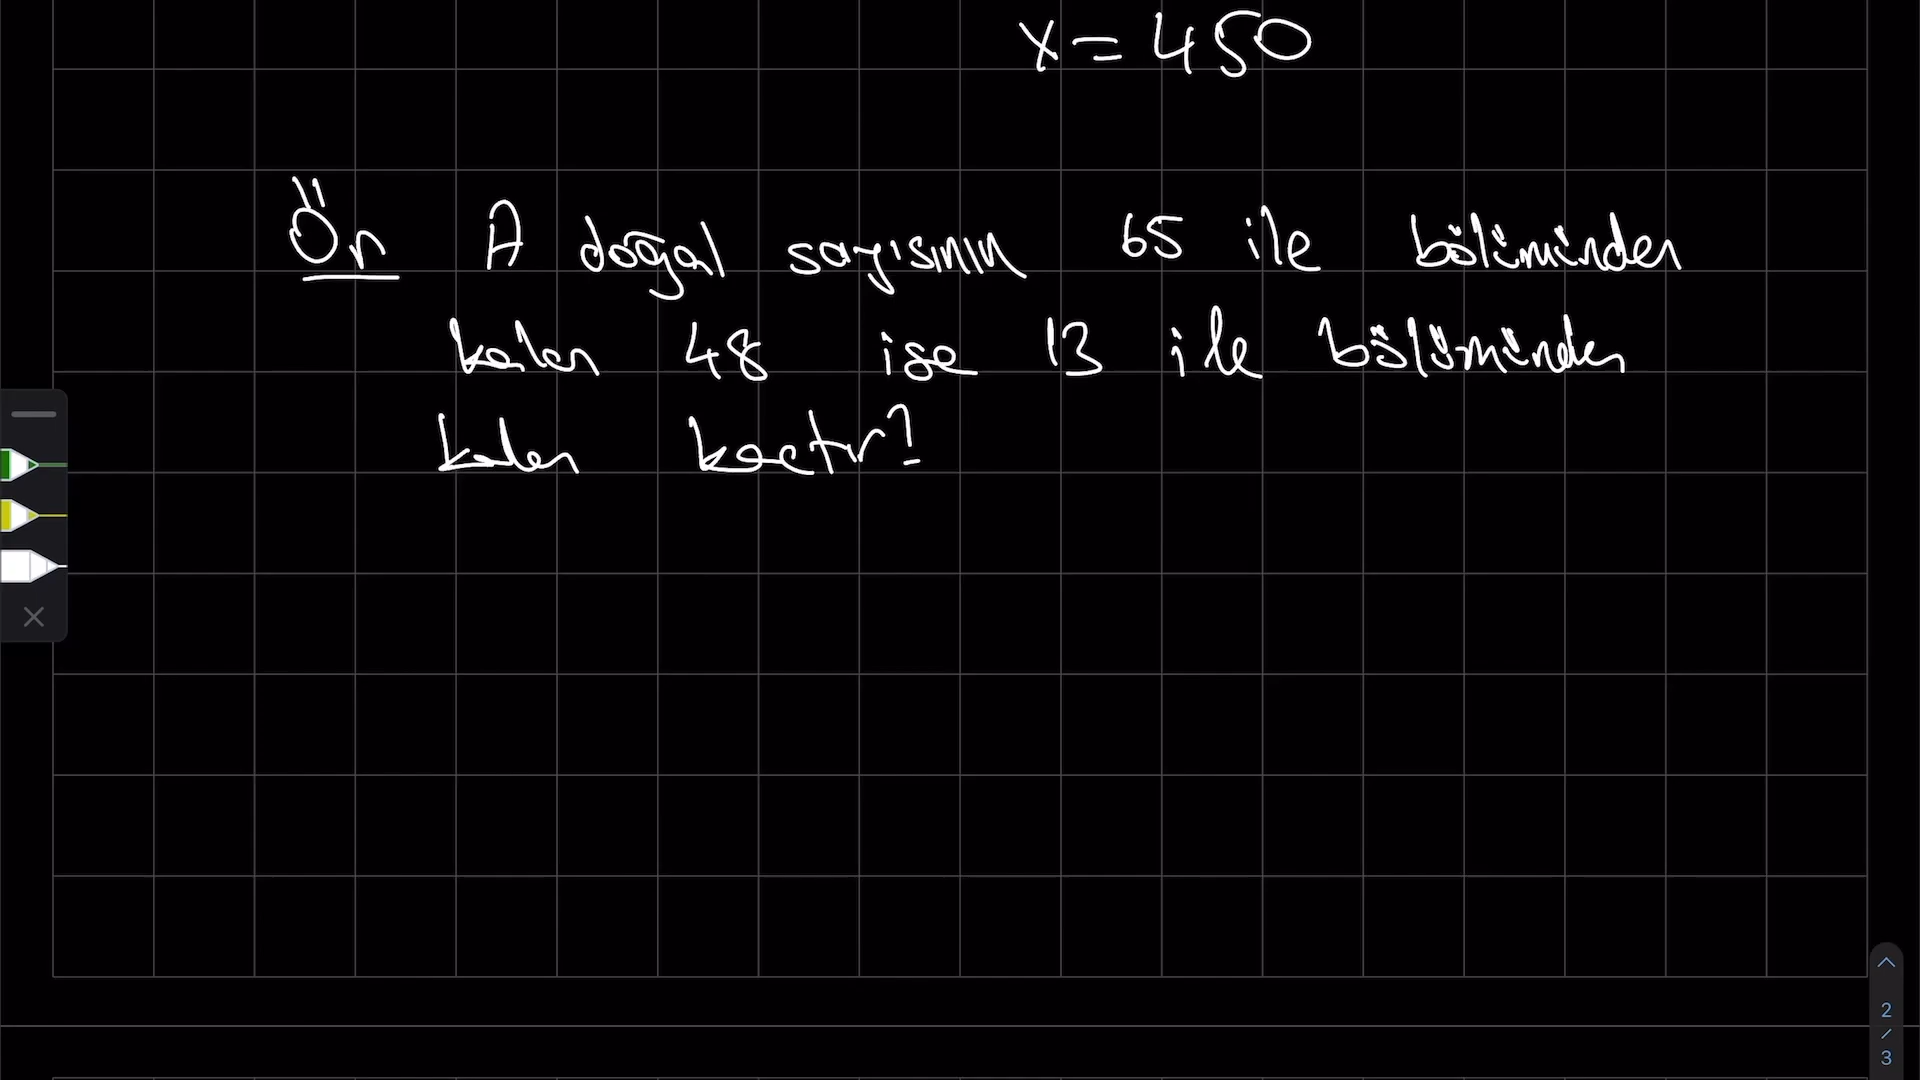 x = 450
Ör A doğal sayısının 65 ile bölümünden
kalan 48 ise 13 ile bölümünden
kalan kaçtır?
2
/
3